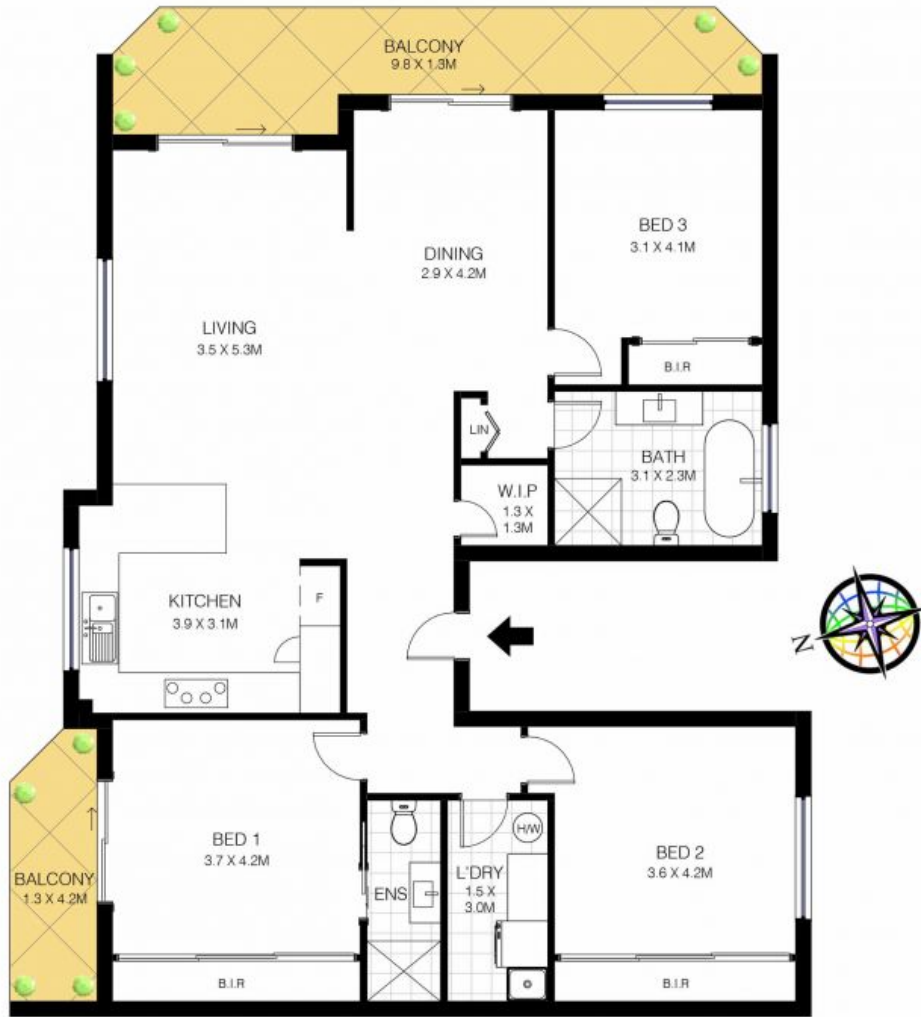 BALCONY
9.8 X 1.3M
BED 3
3.1 X 4.1M
DINING
2.9 X 4.2M
LIVING
3.5 X 5.3M
B.I.R
LIN
BATH
3.1 X 2.3M
W.I.P
1.3 X
1.3M
KITCHEN
3.9 X 3.1M
F
N
BED 1
3.7 X 4.2M
BALCONY
1.3 X 4.2M
ENS
L'DRY
1.5 X
3.0M
H/W
BED 2
3.6 X 4.2M
B.I.R
B.I.R